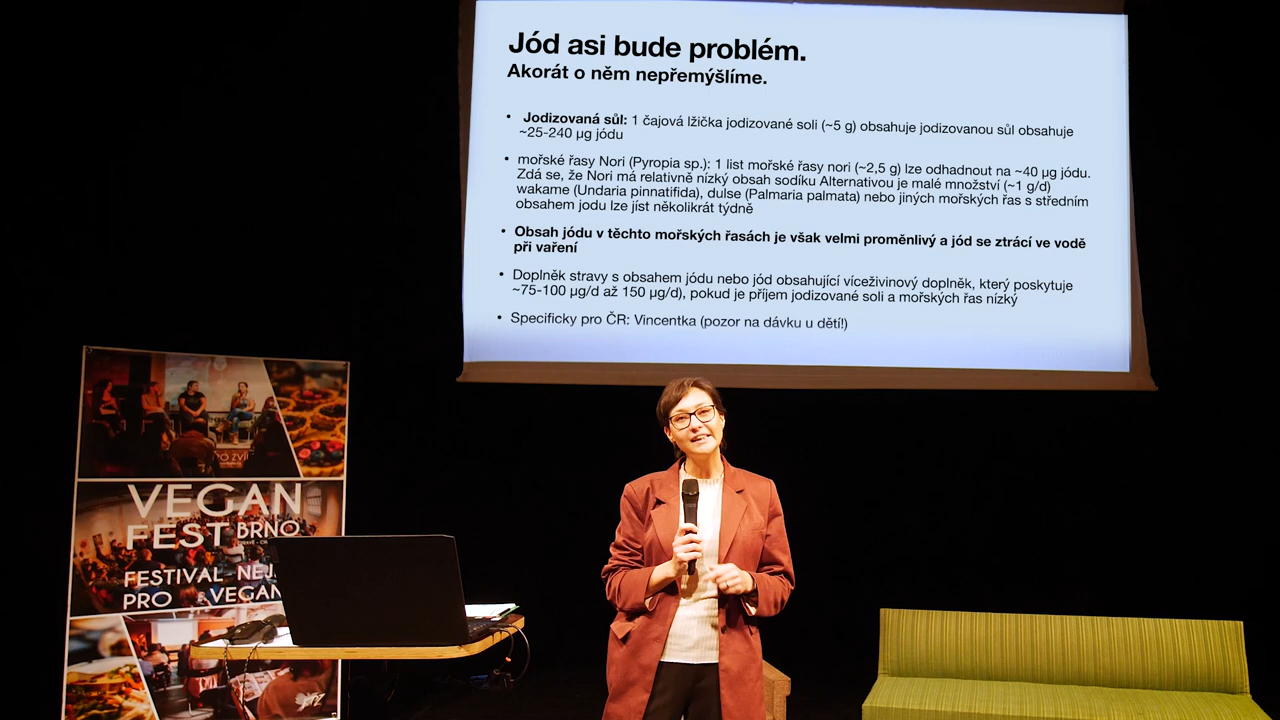 Jód asi bude problém.
Akorát o něm nepřemýšlíme.
• Jodizovaná sůl: 1 čajová lžička jodizované soli (~5 g) obsahuje jodizovanou sůl obsahuje
~25-240 µg jódu
• mořské řasy Nori (Pyropia sp.): 1 list mořské řasy nori (~2,5 g) lze odhadnout na ~40 µg jódu.
Zdá se, že Nori má relativně nízký obsah sodíku Alternativou je malé množství (~1 g/d)
wakame (Undaria pinnatifida), dulse (Palmaria palmata) nebo jiných mořských řas s středním
obsahem jodu lze jíst několikrát týdně
• Obsah jódu v těchto mořských řasách je však velmi proměnlivý a jód se ztrácí ve vodě
při vaření
• Doplněk stravy s obsahem jódu nebo jód obsahující víceživinový doplněk, který poskytuje
~75-100 µg/d až 150 µg/d), pokud je příjem jodizované soli a mořských řas nízký
• Specificky pro ČR: Vincentka (pozor na dávku u dětí!)
VEGAN
FEST BRNO
FESTIVAL NEJ
PRO VEGAN